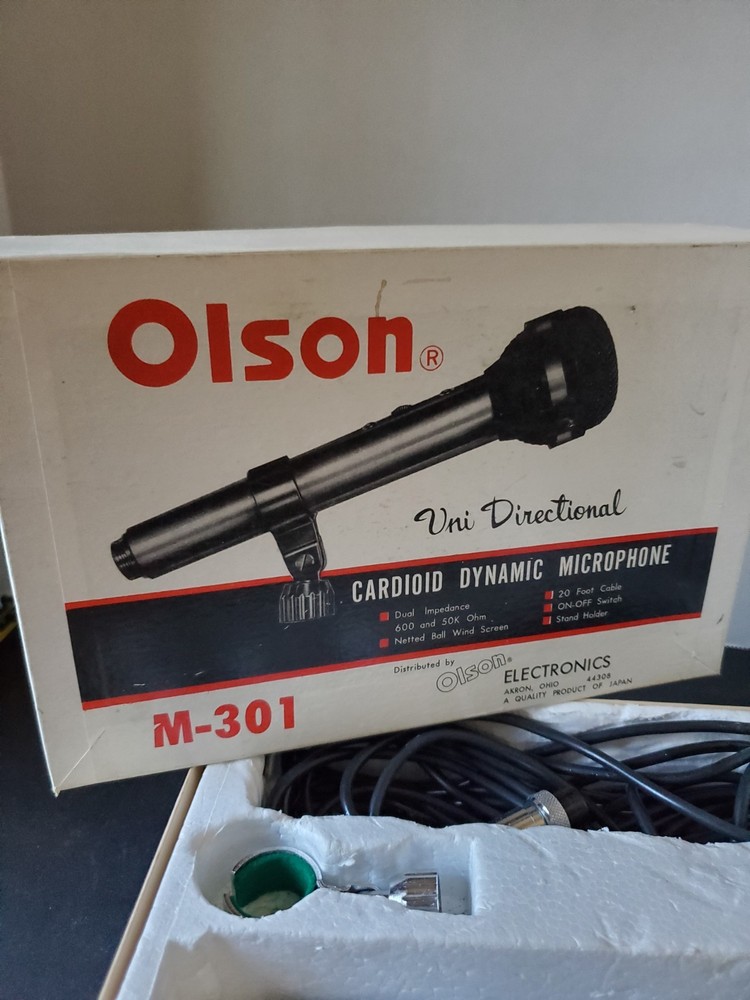 Olson®
Uni Directional
CARDIOID DYNAMIC MICROPHONE
Dual Impedance
600 and 50K Ohm
Netted Ball Wind Screen
20 Foot Cable
ON-OFF Switch
Stand Holder
Distributed by Olson® ELECTRONICS
AKRON, OHIO 44308
A QUALITY PRODUCT OF JAPAN
M-301